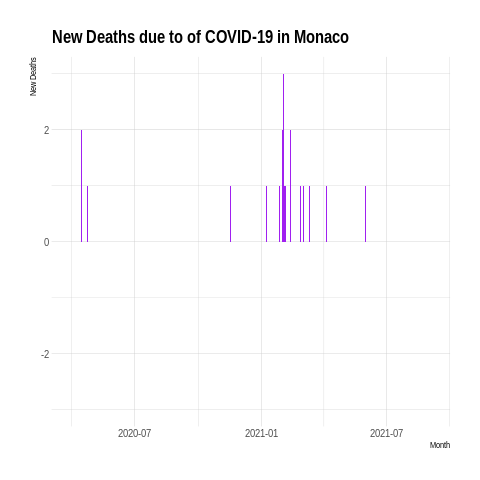 New Deaths due to of COVID-19 in Monaco
New Deaths
2
0
-2
2020-07
2021-01
2021-07
Month